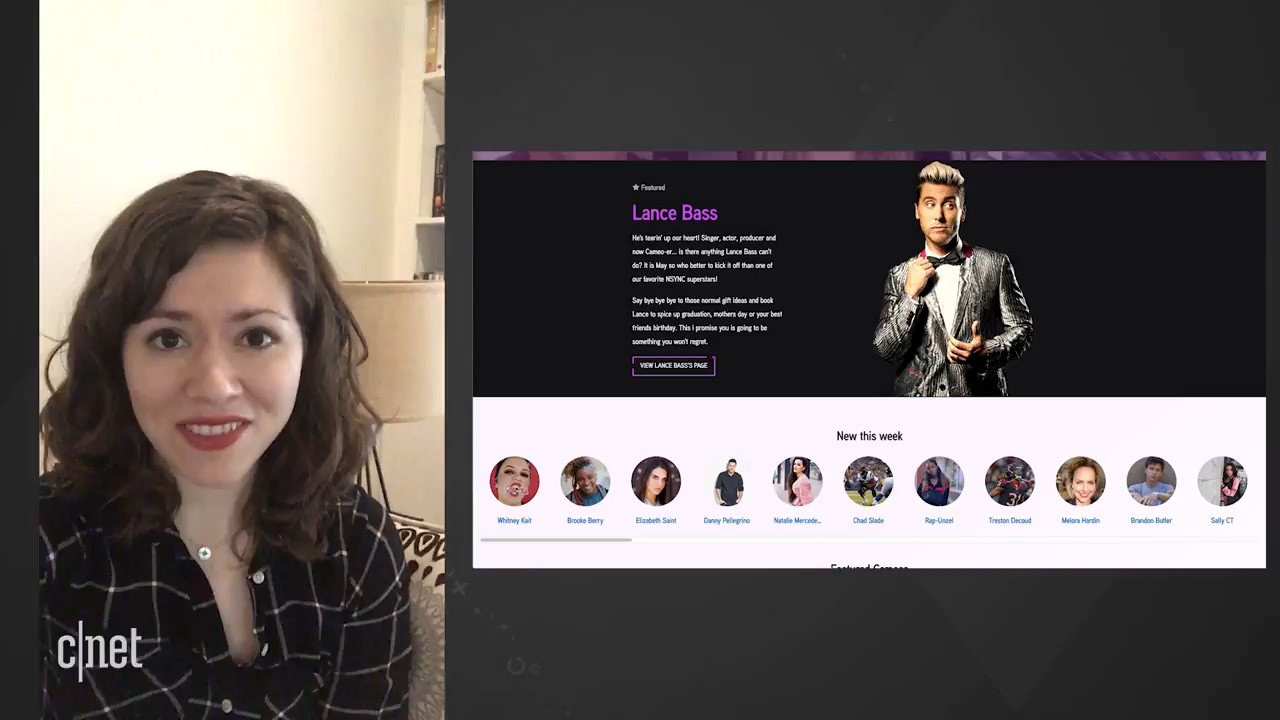 c|net
Featured
Lance Bass
He's tearin' up our heart! Singer, actor, producer and
now Cameo-er... is there anything Lance Bass can't
do? It is May so who better to kick it off than one of
our favorite NSYNC superstars!
Say bye bye bye to those normal gift ideas and book
Lance to spice up graduation, mothers day or your best
friends birthday. This i promise you is going to be
something you won't regret.
VIEW LANCE BASS'S PAGE
New this week
Whitney Kait
Brooke Berry
Elizabeth Saint
Danny Pellegrino
Natalie Mercede...
Chad Slade
Rap-Unzel
Treston Decoud
Melora Hardin
Brandon Butler
Sally CT
Featured Cameos